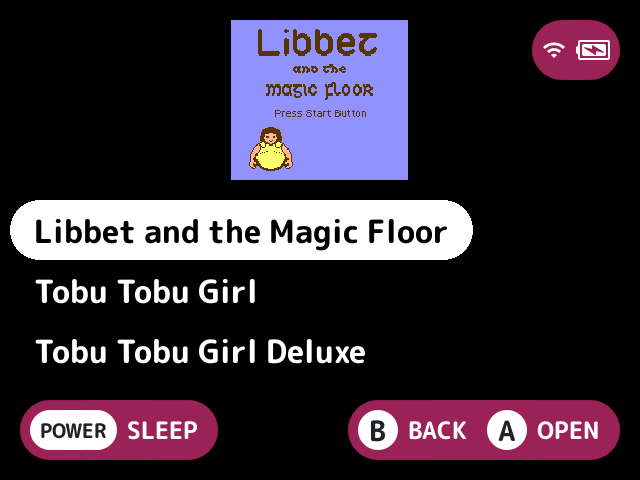 Libbet
and the
magic floor
Press Start Button
Libbet and the Magic Floor
Tobu Tobu Girl
Tobu Tobu Girl Deluxe
POWER SLEEP
B BACK A OPEN